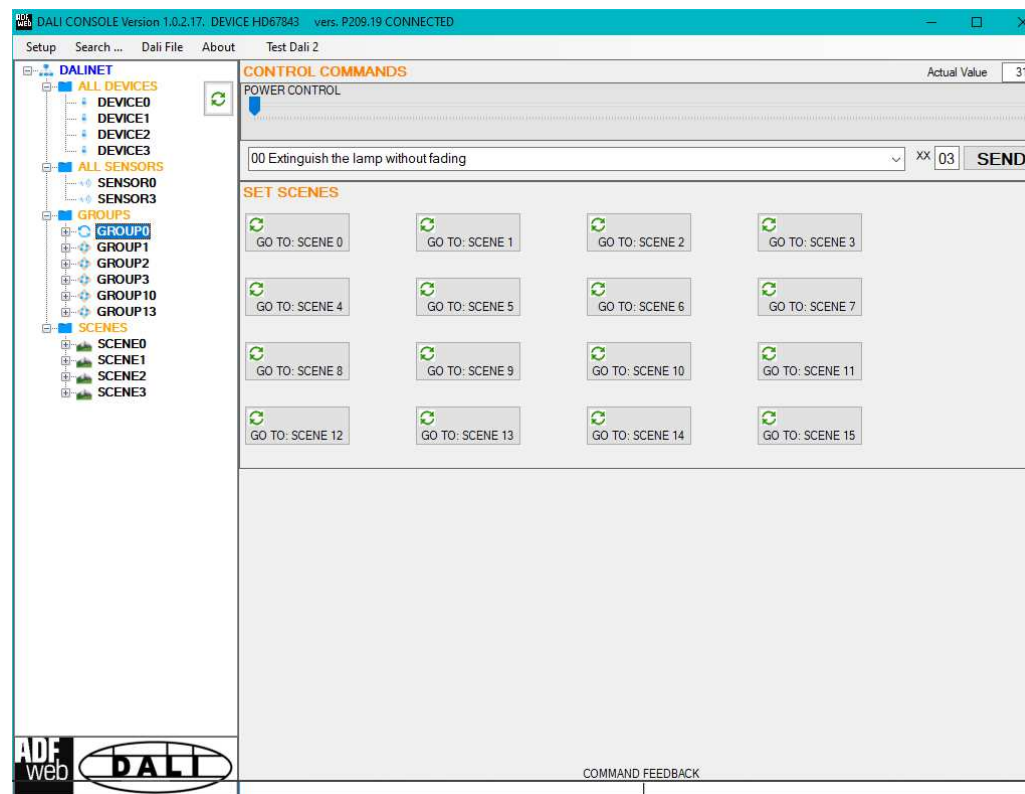 DALI CONSOLE Version 1.0.2.17. DEVICE HD67843 vers. P209.19 CONNECTED
Setup Search ... Dali File About Test Dali 2
DALINET
ALL DEVICES
DEVICE0
DEVICE1
DEVICE2
DEVICE3
ALL SENSORS
SENSOR0
SENSOR3
GROUPS
GROUP0
GROUP1
GROUP2
GROUP3
GROUP10
GROUP13
SCENES
SCENE0
SCENE1
SCENE2
SCENE3
CONTROL COMMANDS Actual Value 31
POWER CONTROL
00 Extinguish the lamp without fading XX 03 SEND
SET SCENES
GO TO: SCENE 0 GO TO: SCENE 1 GO TO: SCENE 2 GO TO: SCENE 3
GO TO: SCENE 4 GO TO: SCENE 5 GO TO: SCENE 6 GO TO: SCENE 7
GO TO: SCENE 8 GO TO: SCENE 9 GO TO: SCENE 10 GO TO: SCENE 11
GO TO: SCENE 12 GO TO: SCENE 13 GO TO: SCENE 14 GO TO: SCENE 15
COMMAND FEEDBACK
ADF
web
DALI